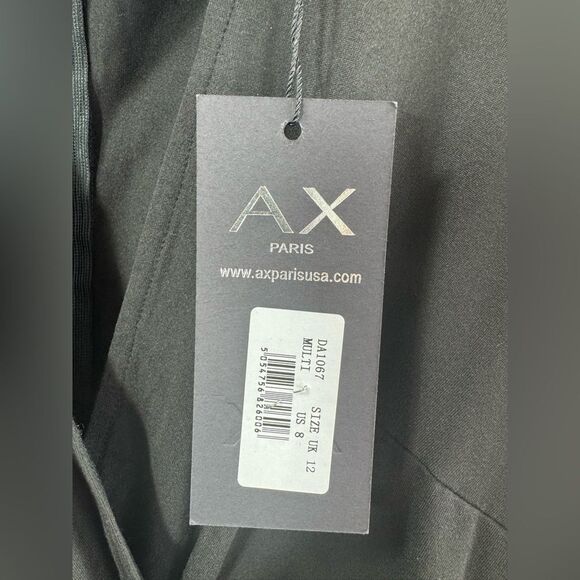 AX
PARIS
www.axparisusa.com
DA1067 SIZE UK 12
MULTI US 8
5054756826006